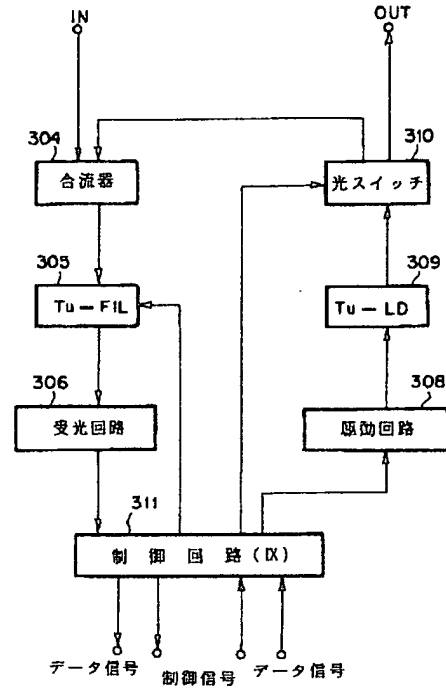 IN
OUT
304
合流器
310
光スイッチ
305
Tu-FIL
309
Tu-LD
306
受光回路
308
駆動回路
311
制御回路(IX)
データ信号
制御信号
データ信号